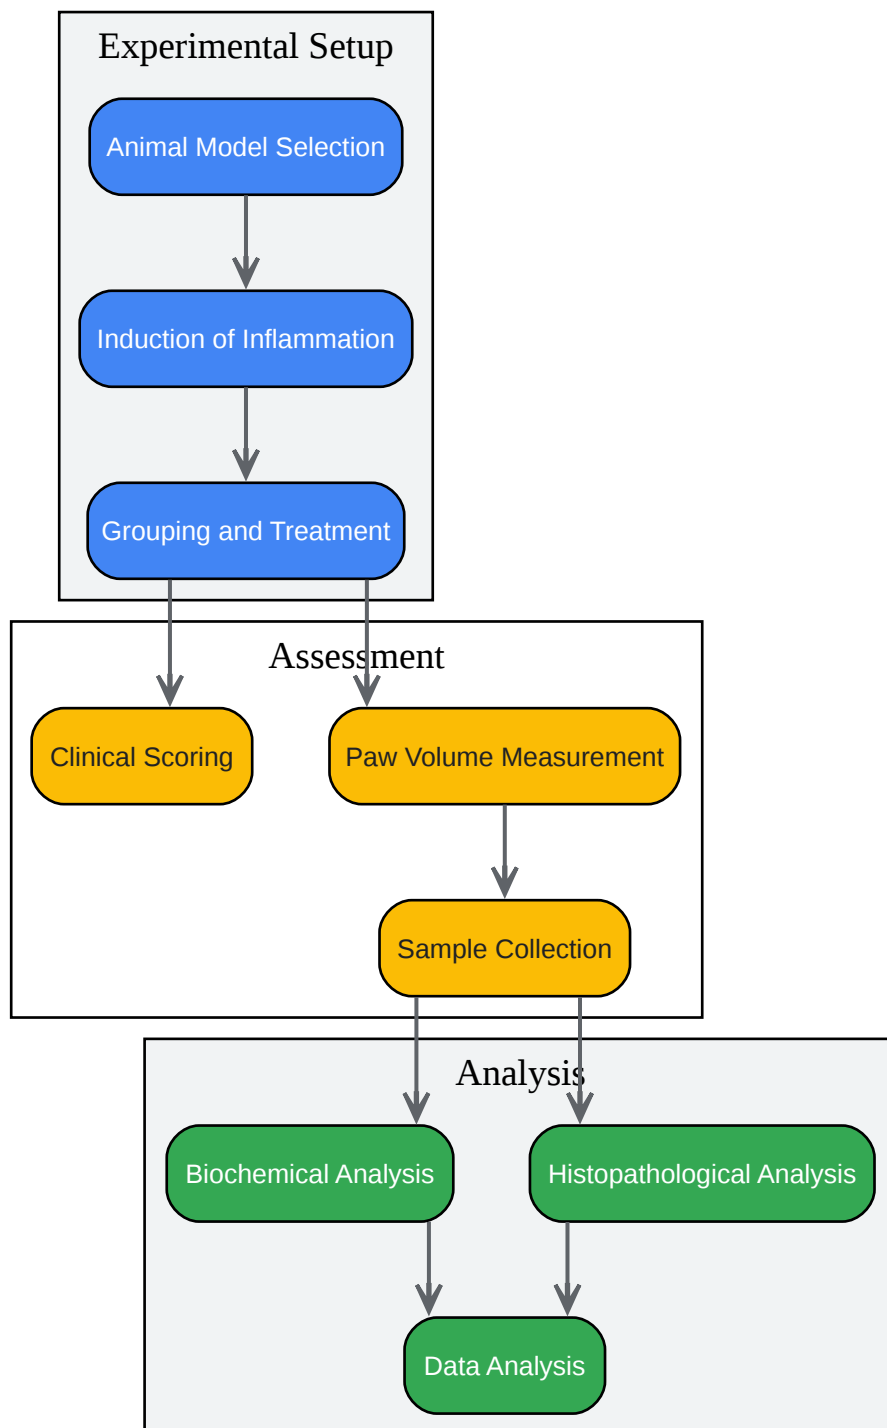 Experimental Setup
Animal Model Selection
Induction of Inflammation
Grouping and Treatment
Assessment
Clinical Scoring
Paw Volume Measurement
Sample Collection
Analysis
Biochemical Analysis
Histopathological Analysis
Data Analysis